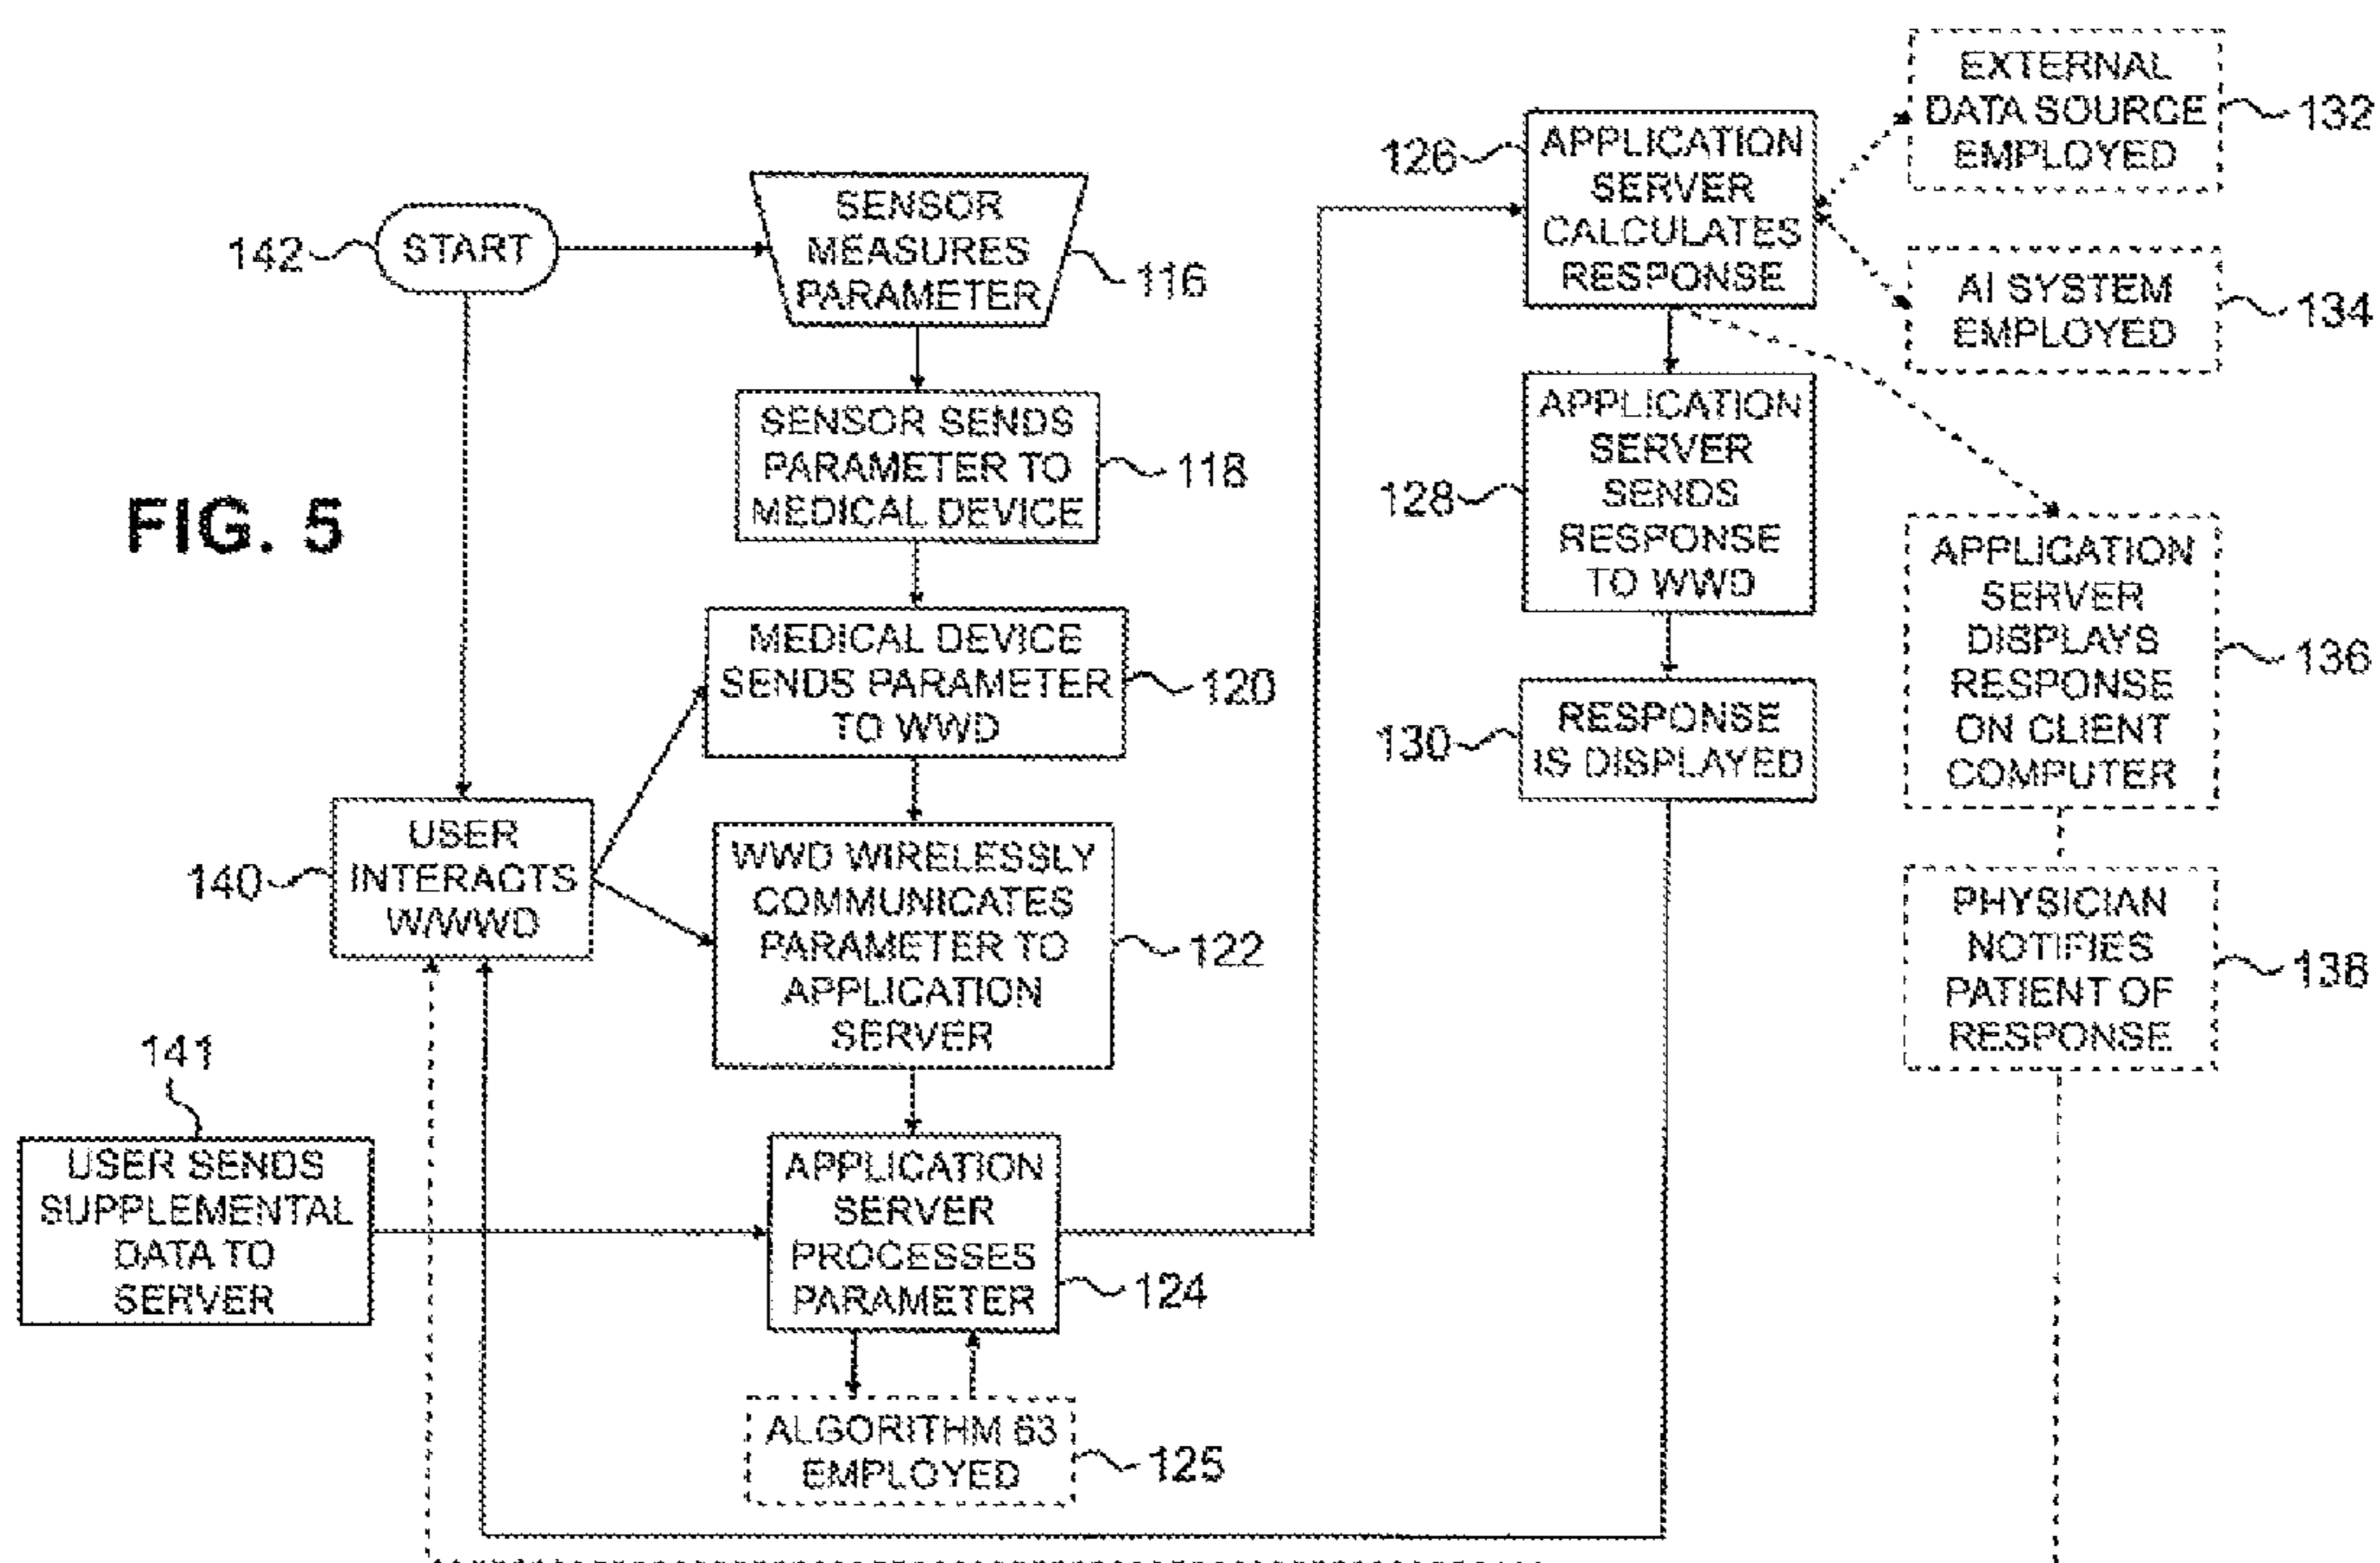 FIG. 5
142
START
SENSOR
MEASURES
PARAMETER
116
SENSOR SENDS
PARAMETER TO
MEDICAL DEVICE
118
MEDICAL DEVICE
SENDS PARAMETER
TO WWD
120
140
USER
INTERACTS
W/WWD
WWD WIRELESSLY
COMMUNICATES
PARAMETER TO
APPLICATION
SERVER
122
141
USER SENDS
SUPPLEMENTAL
DATA TO
SERVER
APPLICATION
SERVER
PROCESSES
PARAMETER
124
ALGORITHM 63
EMPLOYED
125
126
APPLICATION
SERVER
CALCULATES
RESPONSE
128
APPLICATION
SERVER
SENDS
RESPONSE
TO WWD
130
RESPONSE
IS DISPLAYED
EXTERNAL
DATA SOURCE
EMPLOYED
132
AI SYSTEM
EMPLOYED
134
APPLICATION
SERVER
DISPLAYS
RESPONSE
ON CLIENT
COMPUTER
136
PHYSICIAN
NOTIFIES
PATIENT OF
RESPONSE
138